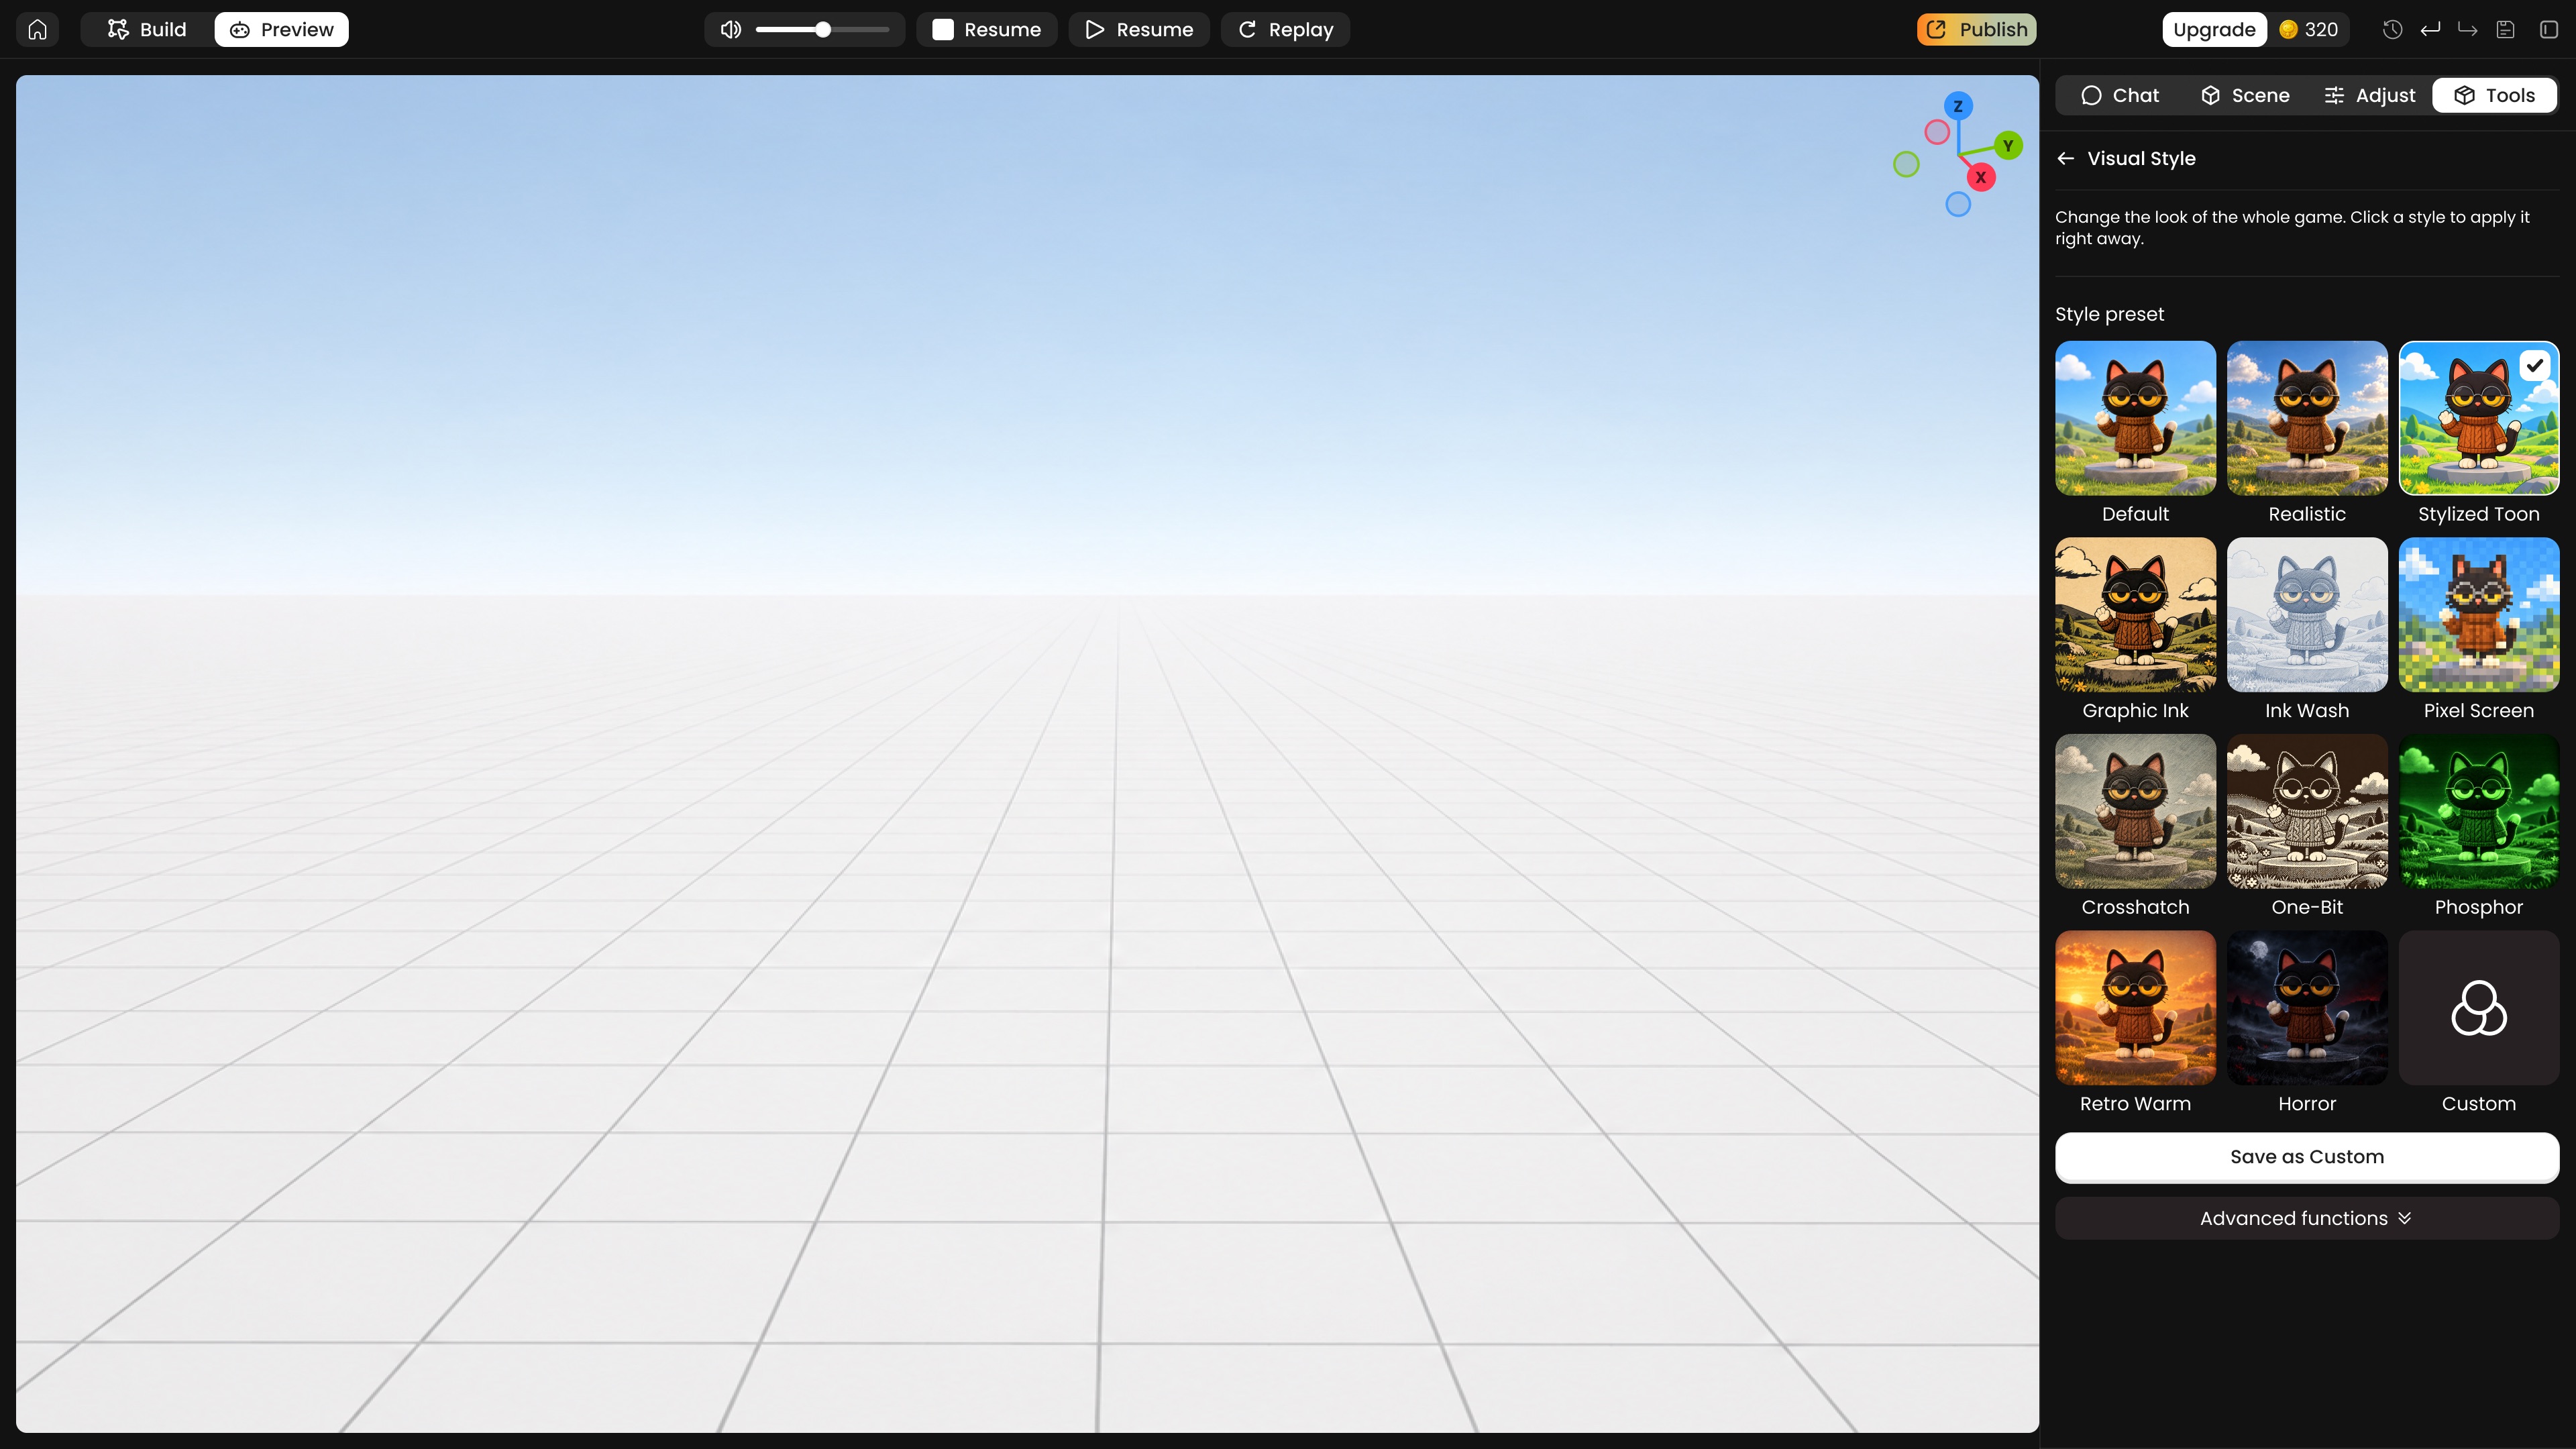 Build
Preview
Resume
Resume
Replay
Publish
Upgrade
320
Chat
Scene
Adjust
Tools
Z
Y
X
Visual Style
Change the look of the whole game. Click a style to apply it
right away.
Style preset
Default
Realistic
Stylized Toon
Graphic Ink
Ink Wash
Pixel Screen
Crosshatch
One-Bit
Phosphor
Retro Warm
Horror
Custom
Save as Custom
Advanced functions